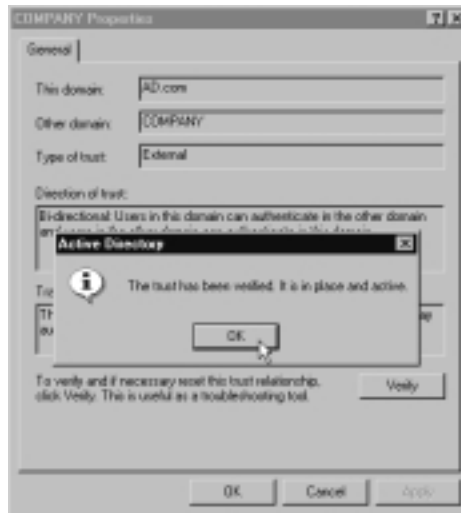 COMPANY Properties
General
This domain: AD.com
Other domain: COMPANY
Type of trust: External
Direction of trust:
Bi-directional: Users in this domain can authenticate in the other domain
Active Directory
The trust has been verified. It is in place and active.
OK
To verify and if necessary reset this trust relationship,
click Verify. This is useful as a troubleshooting tool.
Verify
OK Cancel Apply